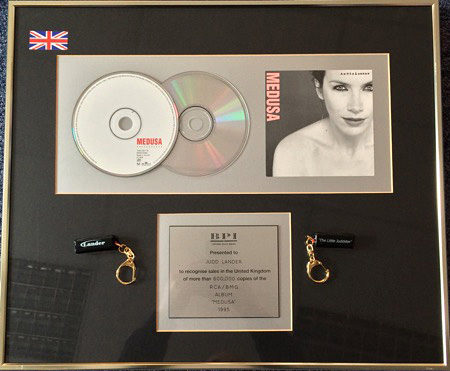 MEDUSA
annielennox
MEDUSA
BPI
Presented to
JUDD LANDER
to recognise sales in the United Kingdom
of more than 600,000 copies of the
RCA/BMG
ALBUM
"MEDUSA"
1995
Lander
The Little Jubilee